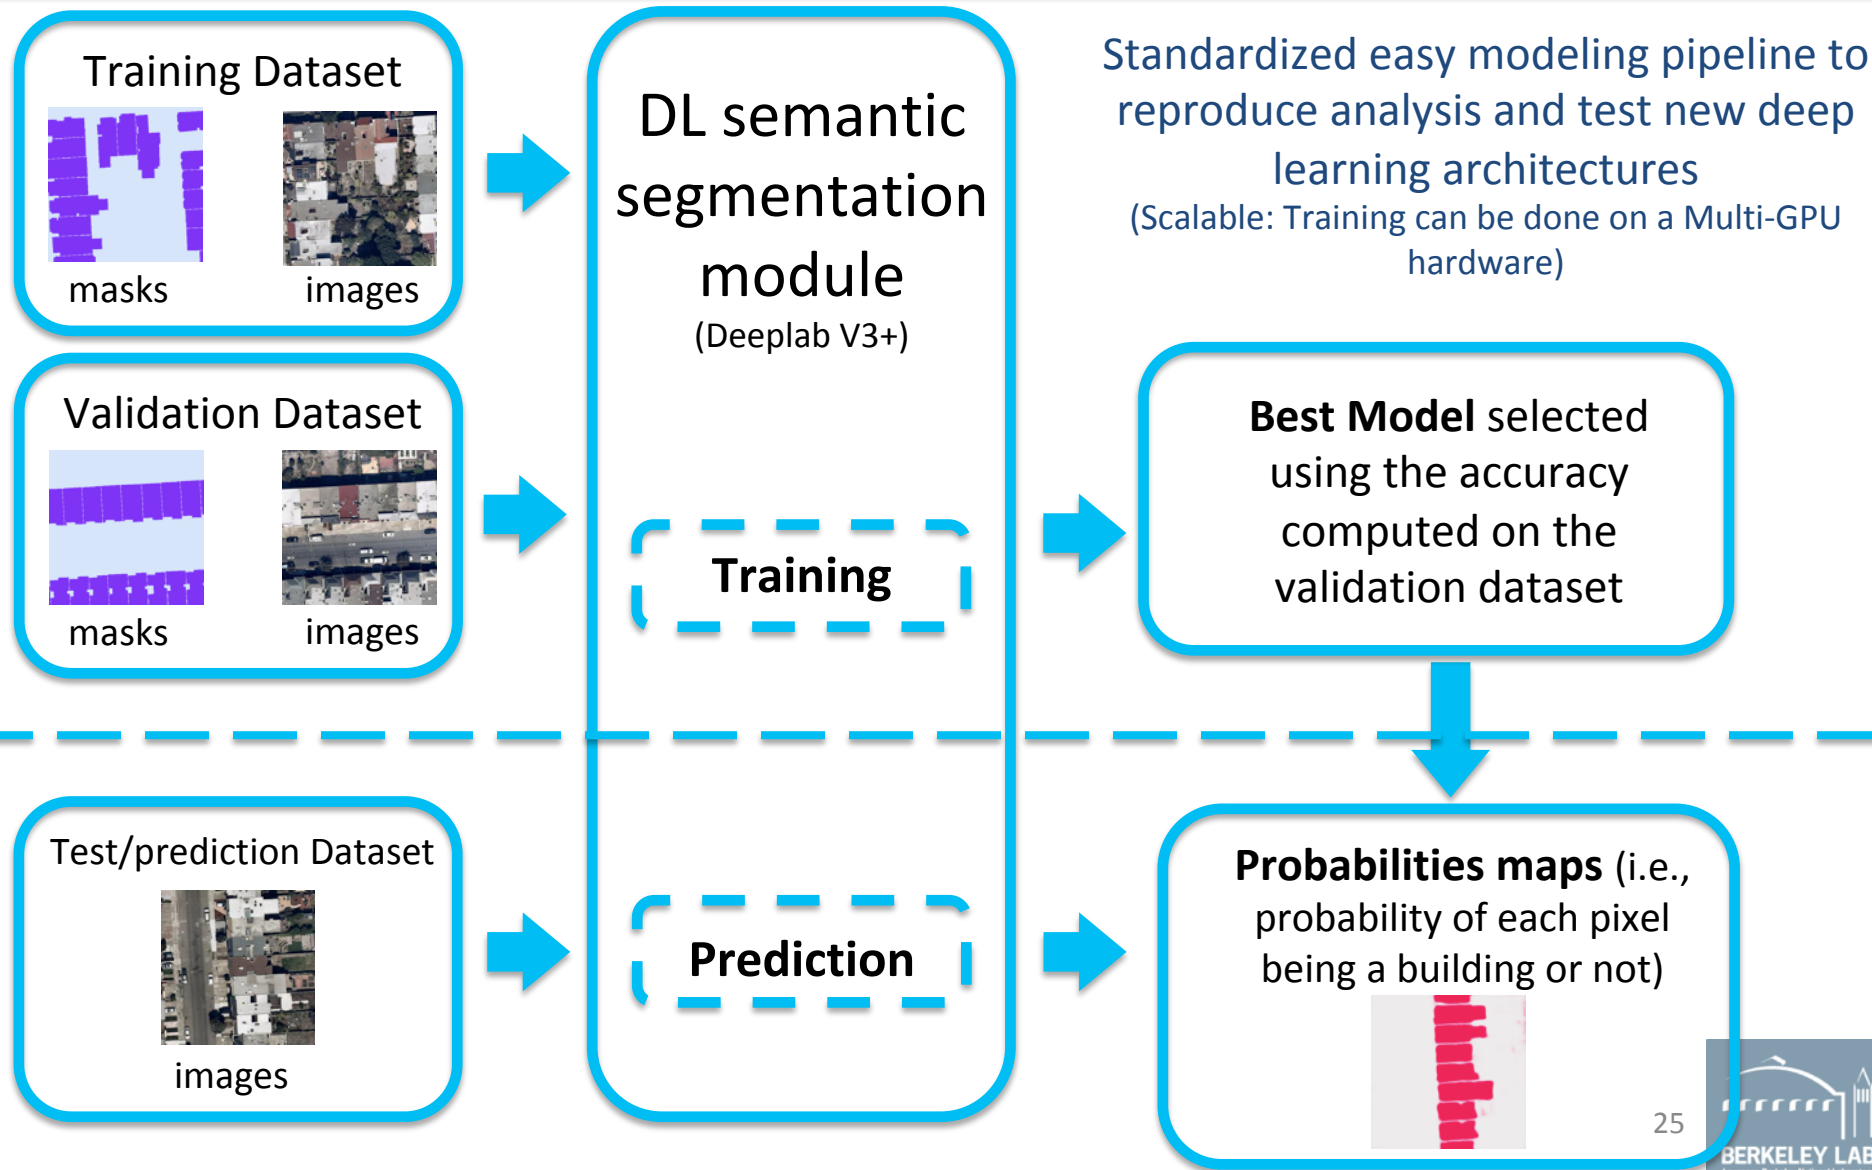 Training Dataset
masks
images
Validation Dataset
masks
images
DL semantic
segmentation
module
(Deeplab V3+)
Training
Standardized easy modeling pipeline to
reproduce analysis and test new deep
learning architectures
(Scalable: Training can be done on a Multi-GPU
hardware)
Best Model selected
using the accuracy
computed on the
validation dataset
Test/prediction Dataset
images
Prediction
Probabilities maps (i.e.,
probability of each pixel
being a building or not)
25
BERKELEY LAB